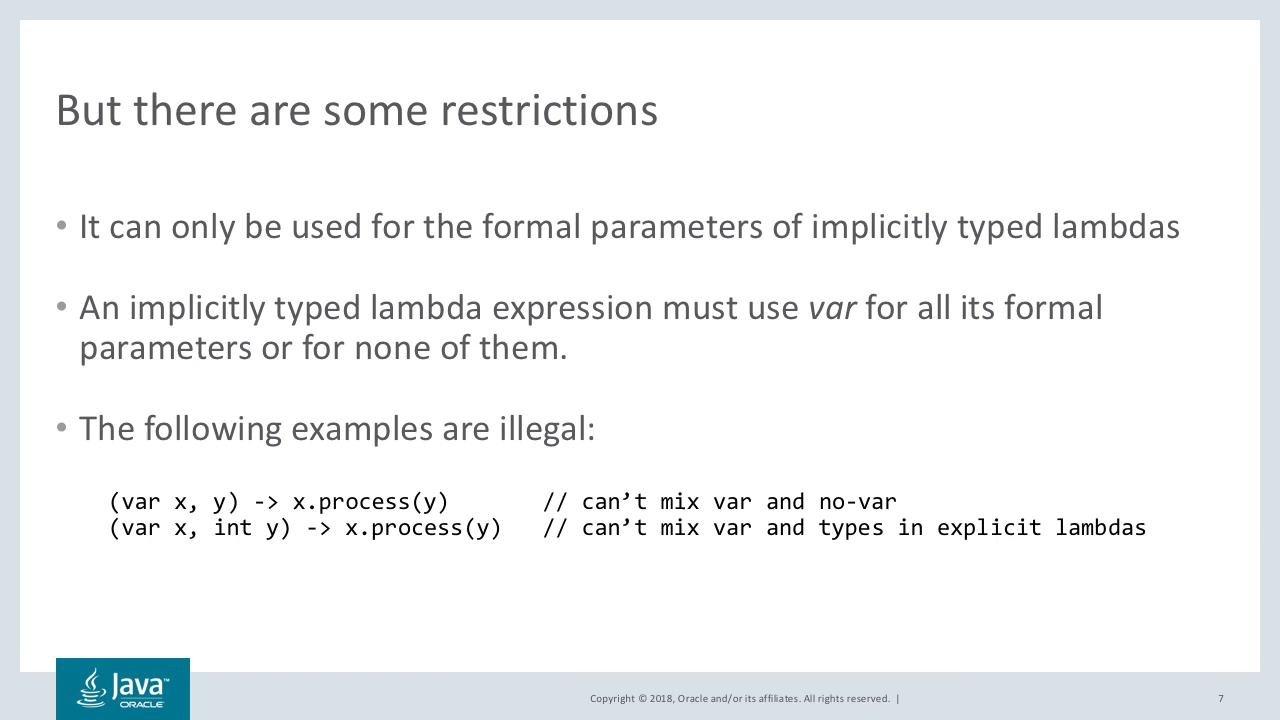 But there are some restrictions
• It can only be used for the formal parameters of implicitly typed lambdas
• An implicitly typed lambda expression must use var for all its formal
parameters or for none of them.
• The following examples are illegal:
(var x, y) -> x.process(y) // can’t mix var and no-var
(var x, int y) -> x.process(y) // can’t mix var and types in explicit lambdas
Java™
ORACLE®
Copyright © 2018, Oracle and/or its affiliates. All rights reserved. |
7